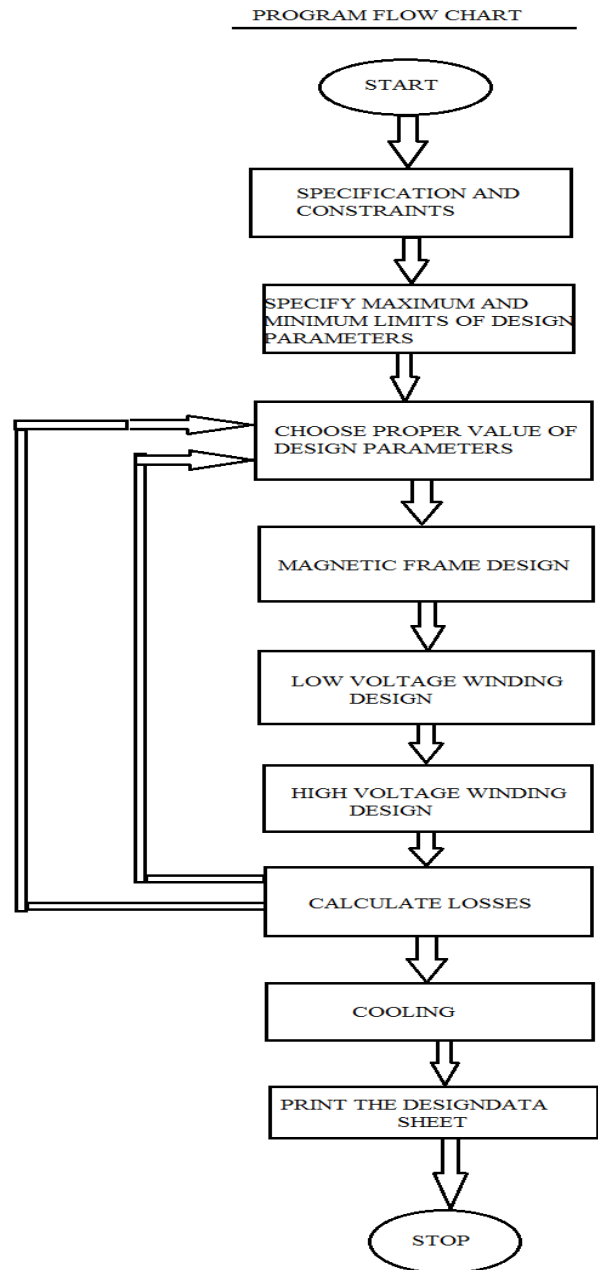 PROGRAM FLOW CHART
START
SPECIFICATION AND
CONSTRAINTS
SPECIFY MAXIMUM AND
MINIMUM LIMITS OF DESIGN
PARAMETERS
CHOOSE PROPER VALUE OF
DESIGN PARAMETERS
MAGNETIC FRAME DESIGN
LOW VOLTAGE WINDING
DESIGN
HIGH VOLTAGE WINDING
DESIGN
CALCULATE LOSSES
COOLING
PRINT THE DESIGNDATA
SHEET
STOP